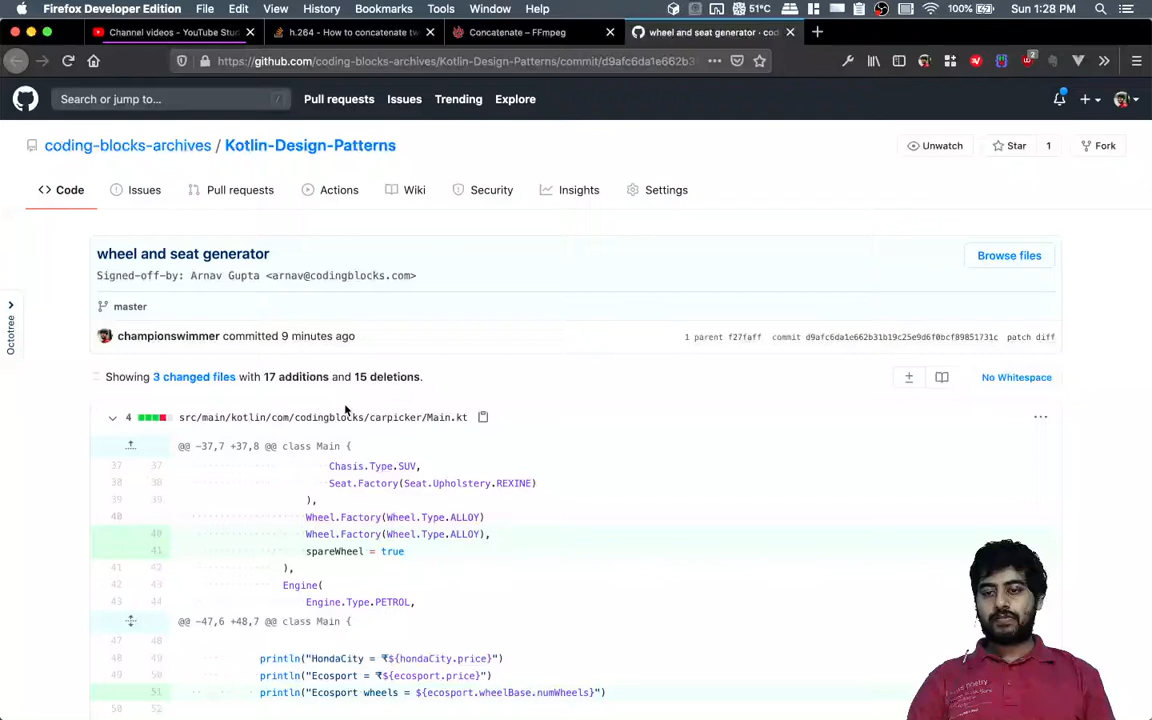 Firefox Developer Edition File Edit View History Bookmarks Tools Window Help 51°C 100% Sun 1:28 PM
Channel videos - YouTube Stud h.264 - How to concatenate tw Concatenate – FFmpeg wheel and seat generator · cod
https://github.com/coding-blocks-archives/Kotlin-Design-Patterns/commit/d9afc6da1e662b3 2
Search or jump to... / Pull requests Issues Trending Explore
coding-blocks-archives / Kotlin-Design-Patterns Unwatch Star 1 Fork
Code Issues Pull requests Actions Wiki Security Insights Settings
wheel and seat generator Browse files
Signed-off-by: Arnav Gupta <arnav@codingblocks.com>
Octotree
master
championswimmer committed 9 minutes ago 1 parent f27faff commit d9afc6da1e662b31b19c25e9d6f0bcf89851731c patch diff
Showing 3 changed files with 17 additions and 15 deletions. No Whitespace
4 src/main/kotlin/com/codingblocks/carpicker/Main.kt
@@ -37,7 +37,8 @@ class Main {
37 37 Chasis.Type.SUV,
38 38 Seat.Factory(Seat.Upholstery.REXINE)
39 39 ),
40 Wheel.Factory(Wheel.Type.ALLOY)
40 Wheel.Factory(Wheel.Type.ALLOY),
41 spareWheel = true
41 42 ),
42 43 Engine(
43 44 Engine.Type.PETROL,
@@ -47,6 +48,7 @@ class Main {
47 48
48 49 println("HondaCity = ₹${hondaCity.price}")
49 50 println("Ecosport = ₹${ecosport.price}")
51 println("Ecosport wheels = ${ecosport.wheelBase.numWheels}")
50 52